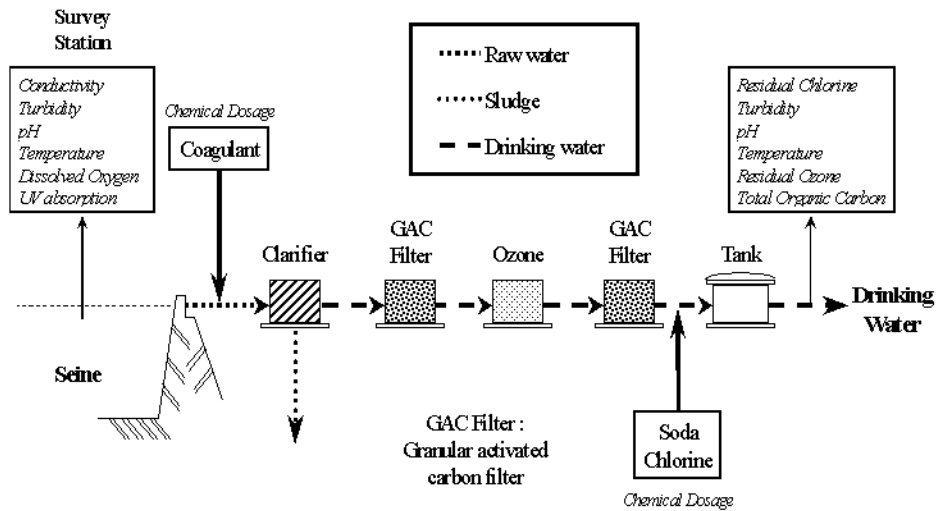 Survey
Station
Conductivity
Turbidity
pH
Temperature
Dissolved Oxygen
UV absorption
Chemical Dosage
Coagulant
Raw water
Sludge
Drinking water
Residual Chlorine
Turbidity
pH
Temperature
Residual Ozone
Total Organic Carbon
Clarifier
GAC
Filter
Ozone
GAC
Filter
Tank
Drinking
Water
Seine
GAC Filter :
Granular activated
carbon filter
Soda
Chlorine
Chemical Dosage